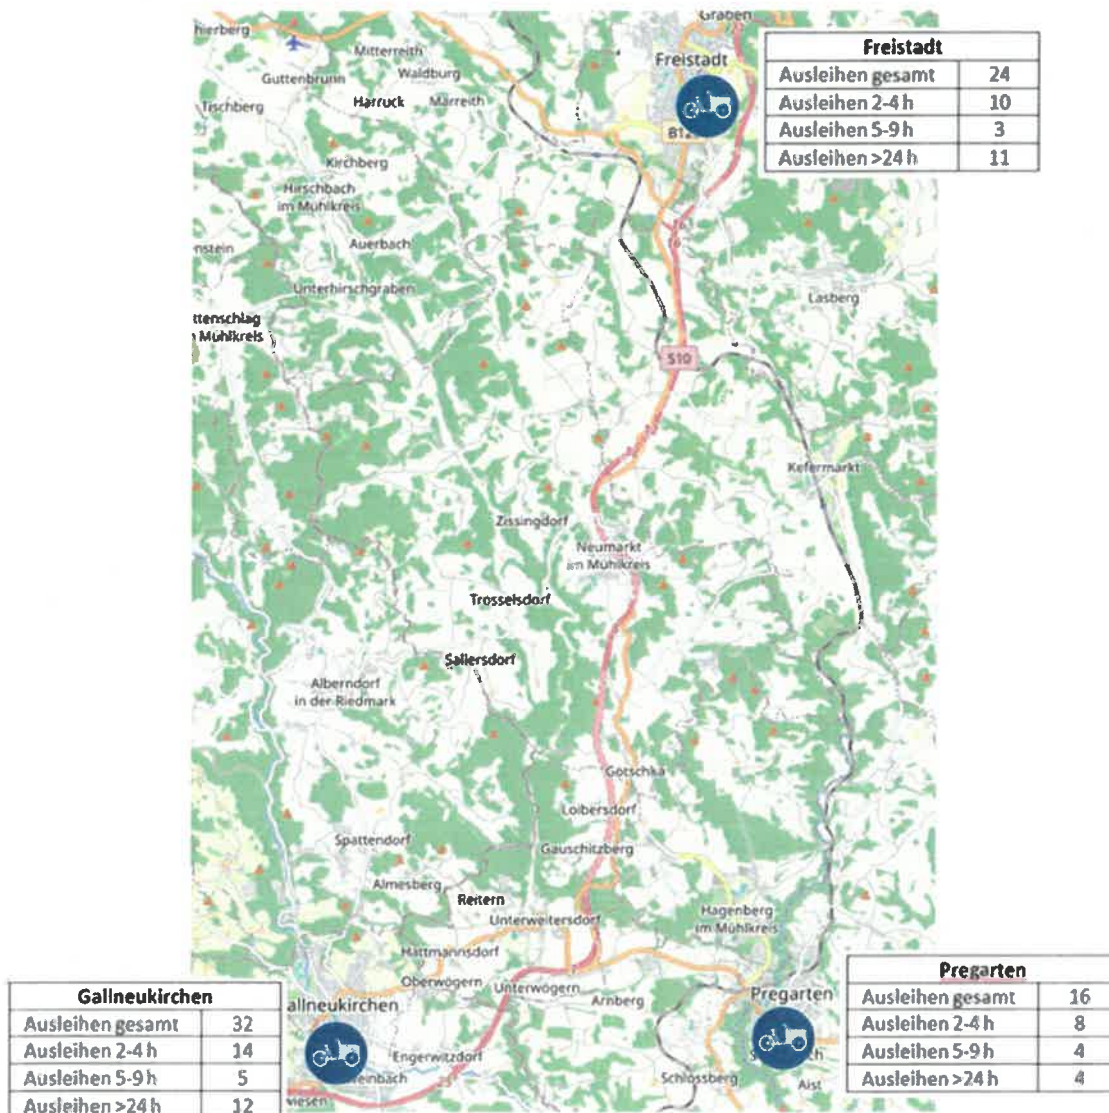 Graben
hierberg
Mitterreith
Freistadt
Guttenbrunn
Waldburg
Tischberg
Harruck
Marreith
Freistadt
Ausleihen gesamt 24
Ausleihen 2-4 h 10
Ausleihen 5-9 h 3
Ausleihen >24 h 11
Kirchberg
Hirschbach
im Mühlkreis
Auerbach
nstein
Unterhirschgraben
Lasberg
ttenschlag
Mühlkreis
S10
Kefermarkt
Zissingdorf
Neumarkt
im Mühlkreis
Trosselsdorf
Sallersdorf
Alberndorf
in der Riedmark
Götschka
Loibersdorf
Spattendorf
Gauschitzberg
Almesberg
Reitern
Unterweitersdorf
Hagenberg
im Mühlkreis
Hattmannsdorf
Oberwögern
Unterwögern
Arnberg
Pregarten
allneukirchen
Engerwitzdorf
Schlossberg
Aist
Gallneukirchen
Ausleihen gesamt 32
Ausleihen 2-4 h 14
Ausleihen 5-9 h 5
Ausleihen >24 h 12
Pregarten
Ausleihen gesamt 16
Ausleihen 2-4 h 8
Ausleihen 5-9 h 4
Ausleihen >24 h 4